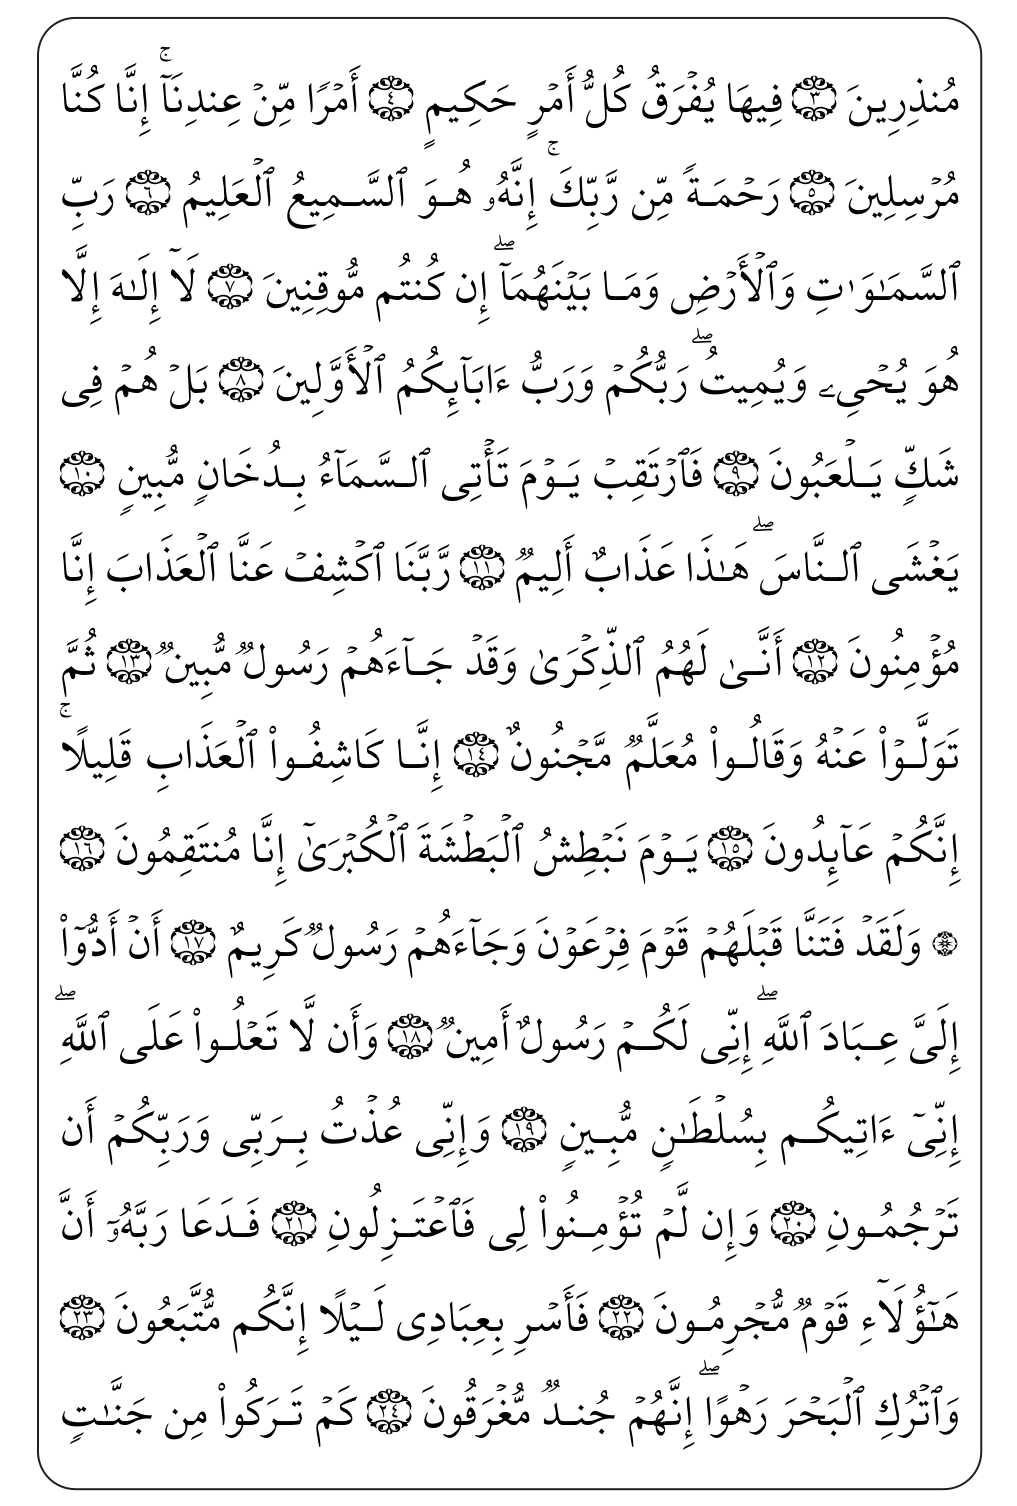 مُنذِرِينَ ۝٣ فِيهَا يُفۡرَقُ كُلُّ أَمۡرٍ حَكِيمٍ ۝٤ أَمۡرٗا مِّنۡ عِندِنَآۚ إِنَّا كُنَّا
مُرۡسِلِينَ ۝٥ رَحۡمَةٗ مِّن رَّبِّكَۚ إِنَّهُۥ هُوَ ٱلسَّمِيعُ ٱلۡعَلِيمُ ۝٦ رَبِّ
ٱلسَّمَٰوَٰتِ وَٱلۡأَرۡضِ وَمَا بَيۡنَهُمَآۖ إِن كُنتُم مُّوقِنِينَ ۝٧ لَآ إِلَٰهَ إِلَّا
هُوَ يُحۡيِۦ وَيُمِيتُۖ رَبُّكُمۡ وَرَبُّ ءَابَآئِكُمُ ٱلۡأَوَّلِينَ ۝٨ بَلۡ هُمۡ فِي
شَكّٖ يَلۡعَبُونَ ۝٩ فَٱرۡتَقِبۡ يَوۡمَ تَأۡتِي ٱلسَّمَآءُ بِدُخَانٖ مُّبِينٖ ۝١٠
يَغۡشَى ٱلنَّاسَۖ هَٰذَا عَذَابٌ أَلِيمٞ ۝١١ رَّبَّنَا ٱكۡشِفۡ عَنَّا ٱلۡعَذَابَ إِنَّا
مُؤۡمِنُونَ ۝١٢ أَنَّىٰ لَهُمُ ٱلذِّكۡرَىٰ وَقَدۡ جَآءَهُمۡ رَسُولٞ مُّبِينٞ ۝١٣ ثُمَّ
تَوَلَّوۡاْ عَنۡهُ وَقَالُواْ مُعَلَّمٞ مَّجۡنُونٌ ۝١٤ إِنَّا كَاشِفُواْ ٱلۡعَذَابِ قَلِيلًاۚ
إِنَّكُمۡ عَآئِدُونَ ۝١٥ يَوۡمَ نَبۡطِشُ ٱلۡبَطۡشَةَ ٱلۡكُبۡرَىٰٓ إِنَّا مُنتَقِمُونَ ۝١٦
۞ وَلَقَدۡ فَتَنَّا قَبۡلَهُمۡ قَوۡمَ فِرۡعَوۡنَ وَجَآءَهُمۡ رَسُولٞ كَرِيمٌ ۝١٧ أَنۡ أَدُّوٓاْ
إِلَيَّ عِبَادَ ٱللَّهِۖ إِنِّي لَكُمۡ رَسُولٌ أَمِينٞ ۝١٨ وَأَن لَّا تَعۡلُواْ عَلَى ٱللَّهِۖ
إِنِّيٓ ءَاتِيكُم بِسُلۡطَٰنٖ مُّبِينٖ ۝١٩ وَإِنِّي عُذۡتُ بِرَبِّي وَرَبِّكُمۡ أَن
تَرۡجُمُونِ ۝٢٠ وَإِن لَّمۡ تُؤۡمِنُواْ لِي فَٱعۡتَزِلُونِ ۝٢١ فَدَعَا رَبَّهُۥٓ أَنَّ
هَٰٓؤُلَآءِ قَوۡمٞ مُّجۡرِمُونَ ۝٢٢ فَأَسۡرِ بِعِبَادِي لَيۡلًا إِنَّكُم مُّتَّبَعُونَ ۝٢٣
وَٱتۡرُكِ ٱلۡبَحۡرَ رَهۡوًاۖ إِنَّهُمۡ جُندٞ مُّغۡرَقُونَ ۝٢٤ كَمۡ تَرَكُواْ مِن جَنَّٰتٖ